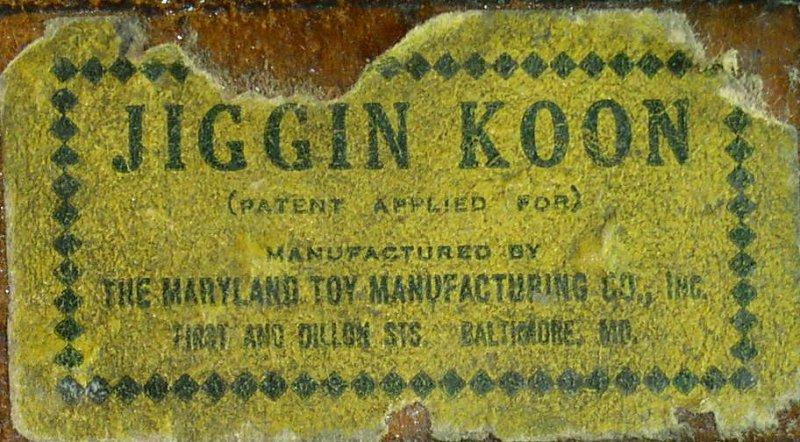 JIGGIN KOON
(PATENT APPLIED FOR)
MANUFACTURED BY
THE MARYLAND TOY MANUFACTURING CO., INC.
FIRST AND DILLON STS. BALTIMORE, MD.